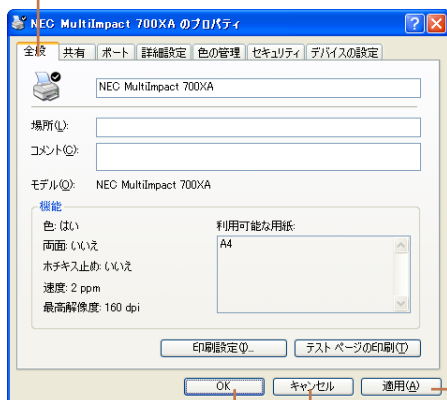 NEC MultiImpact 700XA のプロパティ
全般 共有 ポート 詳細設定 色の管理 セキュリティ デバイスの設定
NEC MultiImpact 700XA
場所(L):
コメント(C):
モデル(O): NEC MultiImpact 700XA
機能
色: はい 利用可能な用紙:
両面: いいえ A4
ホチキス止め: いいえ
速度: 2 ppm
最高解像度: 160 dpi
印刷設定(I)... テスト ページの印刷(T)
OK キャンセル 適用(A)